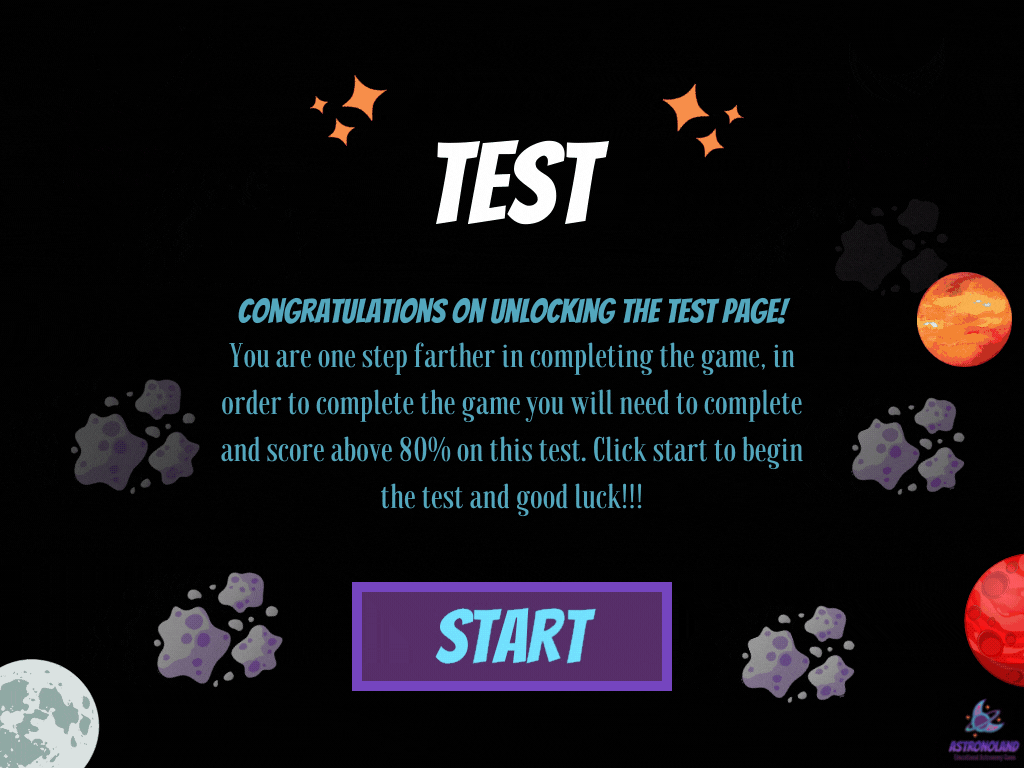 TEST
CONGRATULATIONS ON UNLOCKING THE TEST PAGE!
You are one step farther in completing the game, in
order to complete the game you will need to complete
and score above 80% on this test. Click start to begin
the test and good luck!!!
START
ASTRONOLAND